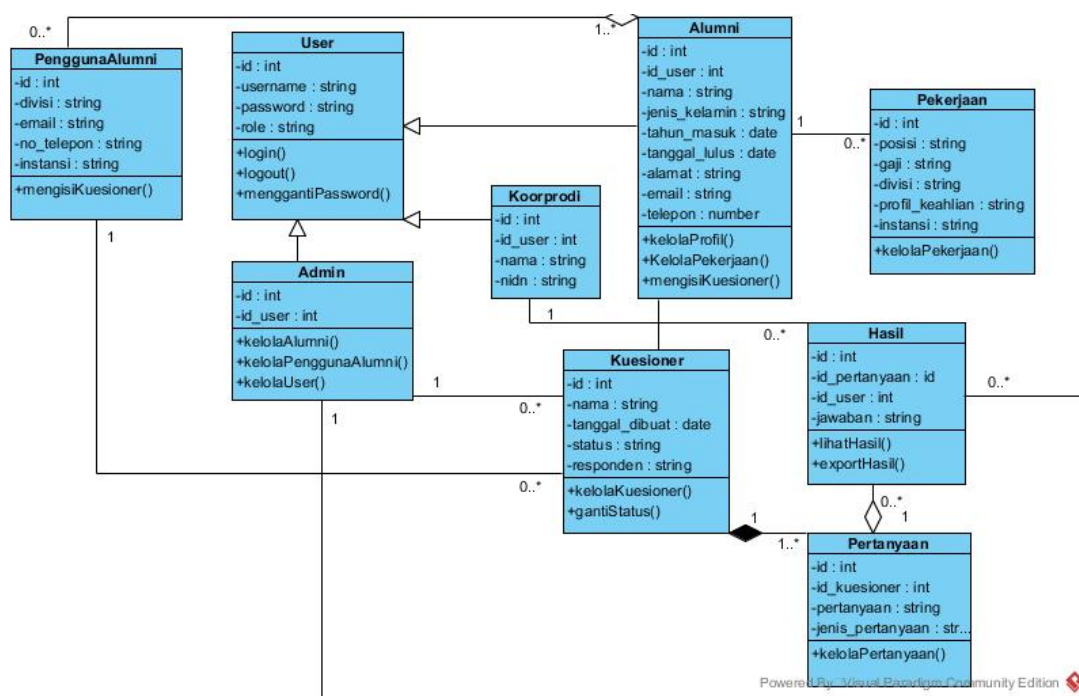 0..*
1..*
PenggunaAlumni
-id : int
-divisi : string
-email : string
-no_telepon : string
-instansi : string
+mengisiKuesioner()
1
User
-id : int
-username : string
-password : string
-role : string
+login()
+logout()
+menggantiPassword()
Alumni
-id : int
-id_user : int
-nama : string
-jenis_kelamin : string
-tahun_masuk : date
-tanggal_lulus : date
-alamat : string
-email : string
-telepon : number
+kelolaProfil()
+KelolaPekerjaan()
+mengisiKuesioner()
1
0..*
Pekerjaan
-id : int
-posisi : string
-gaji : string
-divisi : string
-profil_keahlian : string
-instansi : string
+kelolaPekerjaan()
Koorprodi
-id : int
-id_user : int
-nama : string
-nidn : string
1
0..*
Admin
-id : int
-id_user : int
+kelolaAlumni()
+kelolaPenggunaAlumni()
+kelolaUser()
1
0..*
1
Kuesioner
-id : int
-nama : string
-tanggal_dibuat : date
-status : string
-responden : string
+kelolaKuesioner()
+gantiStatus()
0..*
1
1..*
Hasil
-id : int
-id_pertanyaan : id
-id_user : int
-jawaban : string
+lihatHasil()
+exportHasil()
0..*
0..*
1
Pertanyaan
-id : int
-id_kuesioner : int
-pertanyaan : string
-jenis_pertanyaan : str...
+kelolaPertanyaan()
Powered By Visual Paradigm Community Edition